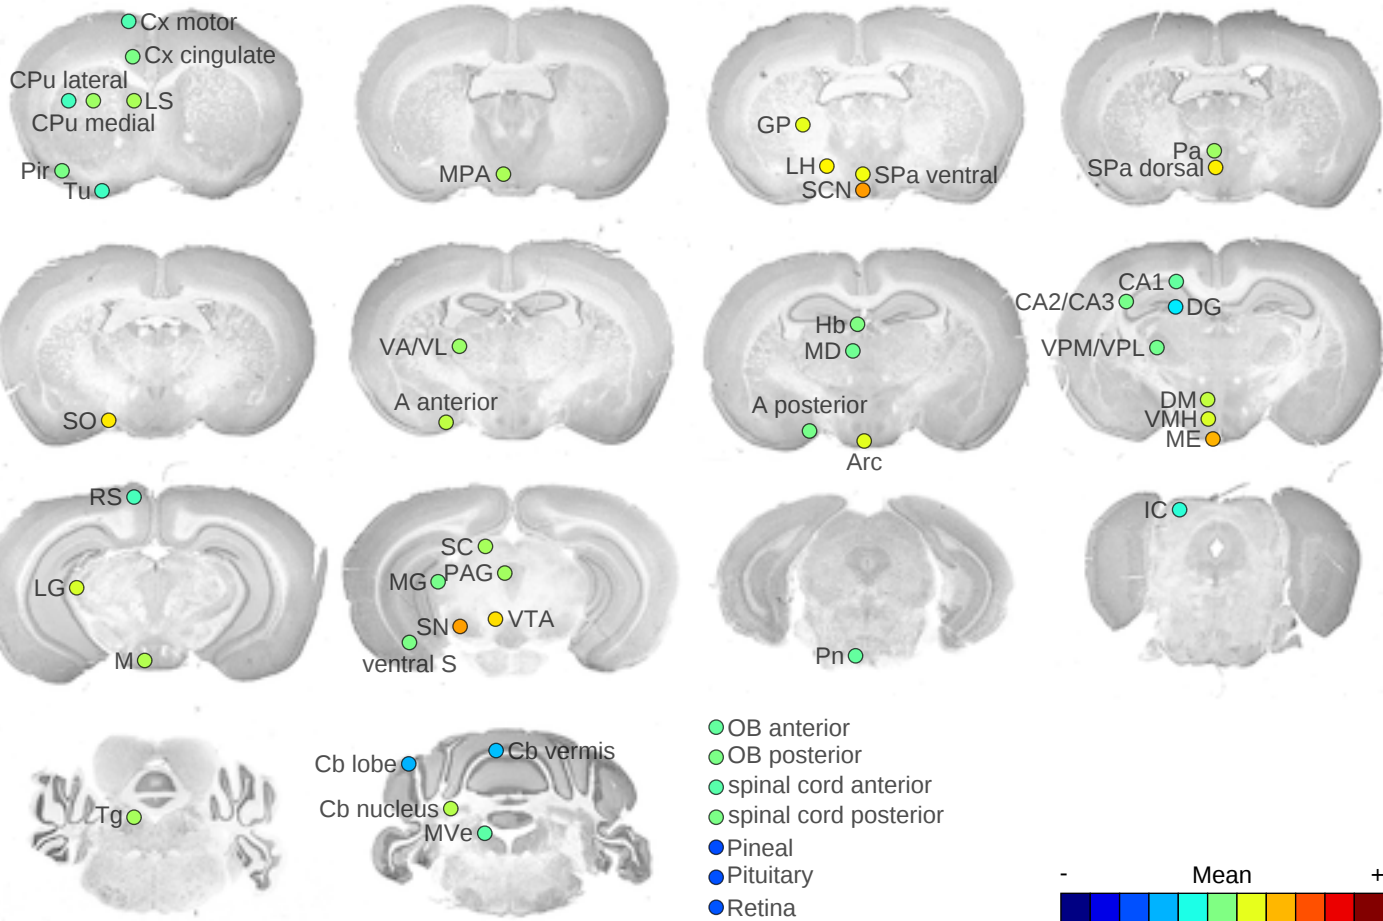 Cx motor
Cx cingulate
CPu lateral
LS
CPu medial
Pir
Tu
MPA
GP
LH
SPa ventral
SCN
Pa
SPa dorsal
SO
VA/VL
A anterior
Hb
MD
A posterior
Arc
CA1
CA2/CA3
DG
VPM/VPL
DM
VMH
ME
RS
LG
M
SC
MG
PAG
SN
VTA
ventral S
Pn
IC
Tg
Cb lobe
Cb vermis
Cb nucleus
MVe
OB anterior
OB posterior
spinal cord anterior
spinal cord posterior
Pineal
Pituitary
Retina
- Mean +